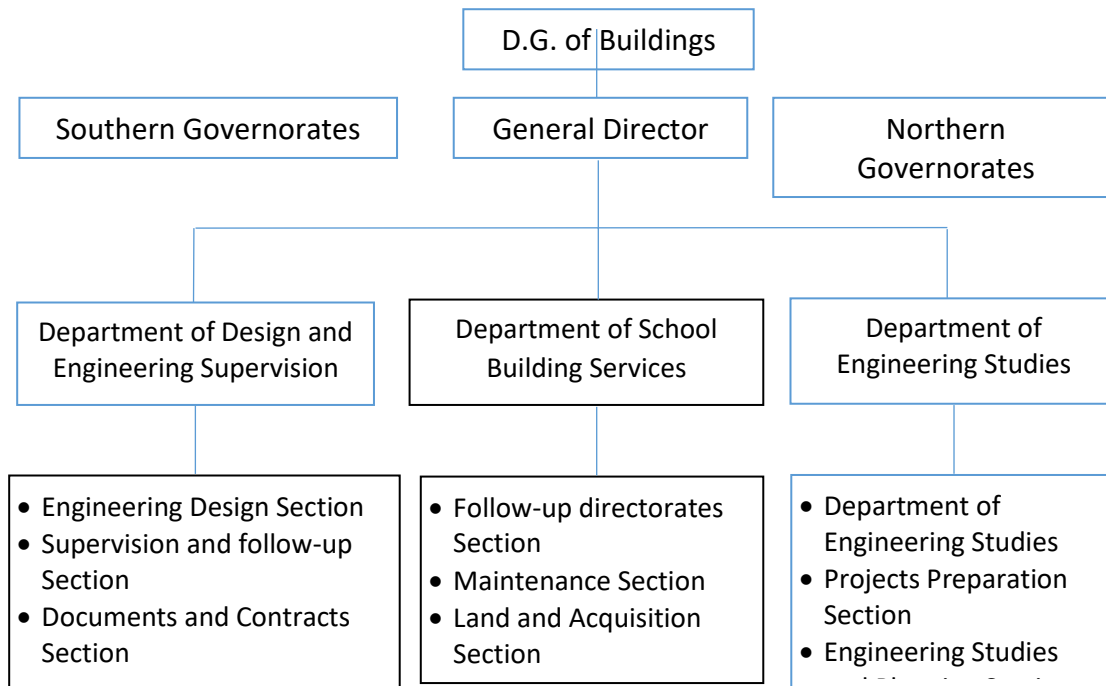 D.G. of Buildings
Southern Governorates
General Director
Northern
Governorates
Department of Design and
Engineering Supervision
Department of School
Building Services
Department of
Engineering Studies
• Engineering Design Section
• Supervision and follow-up
Section
• Documents and Contracts
Section
• Follow-up directorates
Section
• Maintenance Section
• Land and Acquisition
Section
• Department of
Engineering Studies
• Projects Preparation
Section
• Engineering Studies